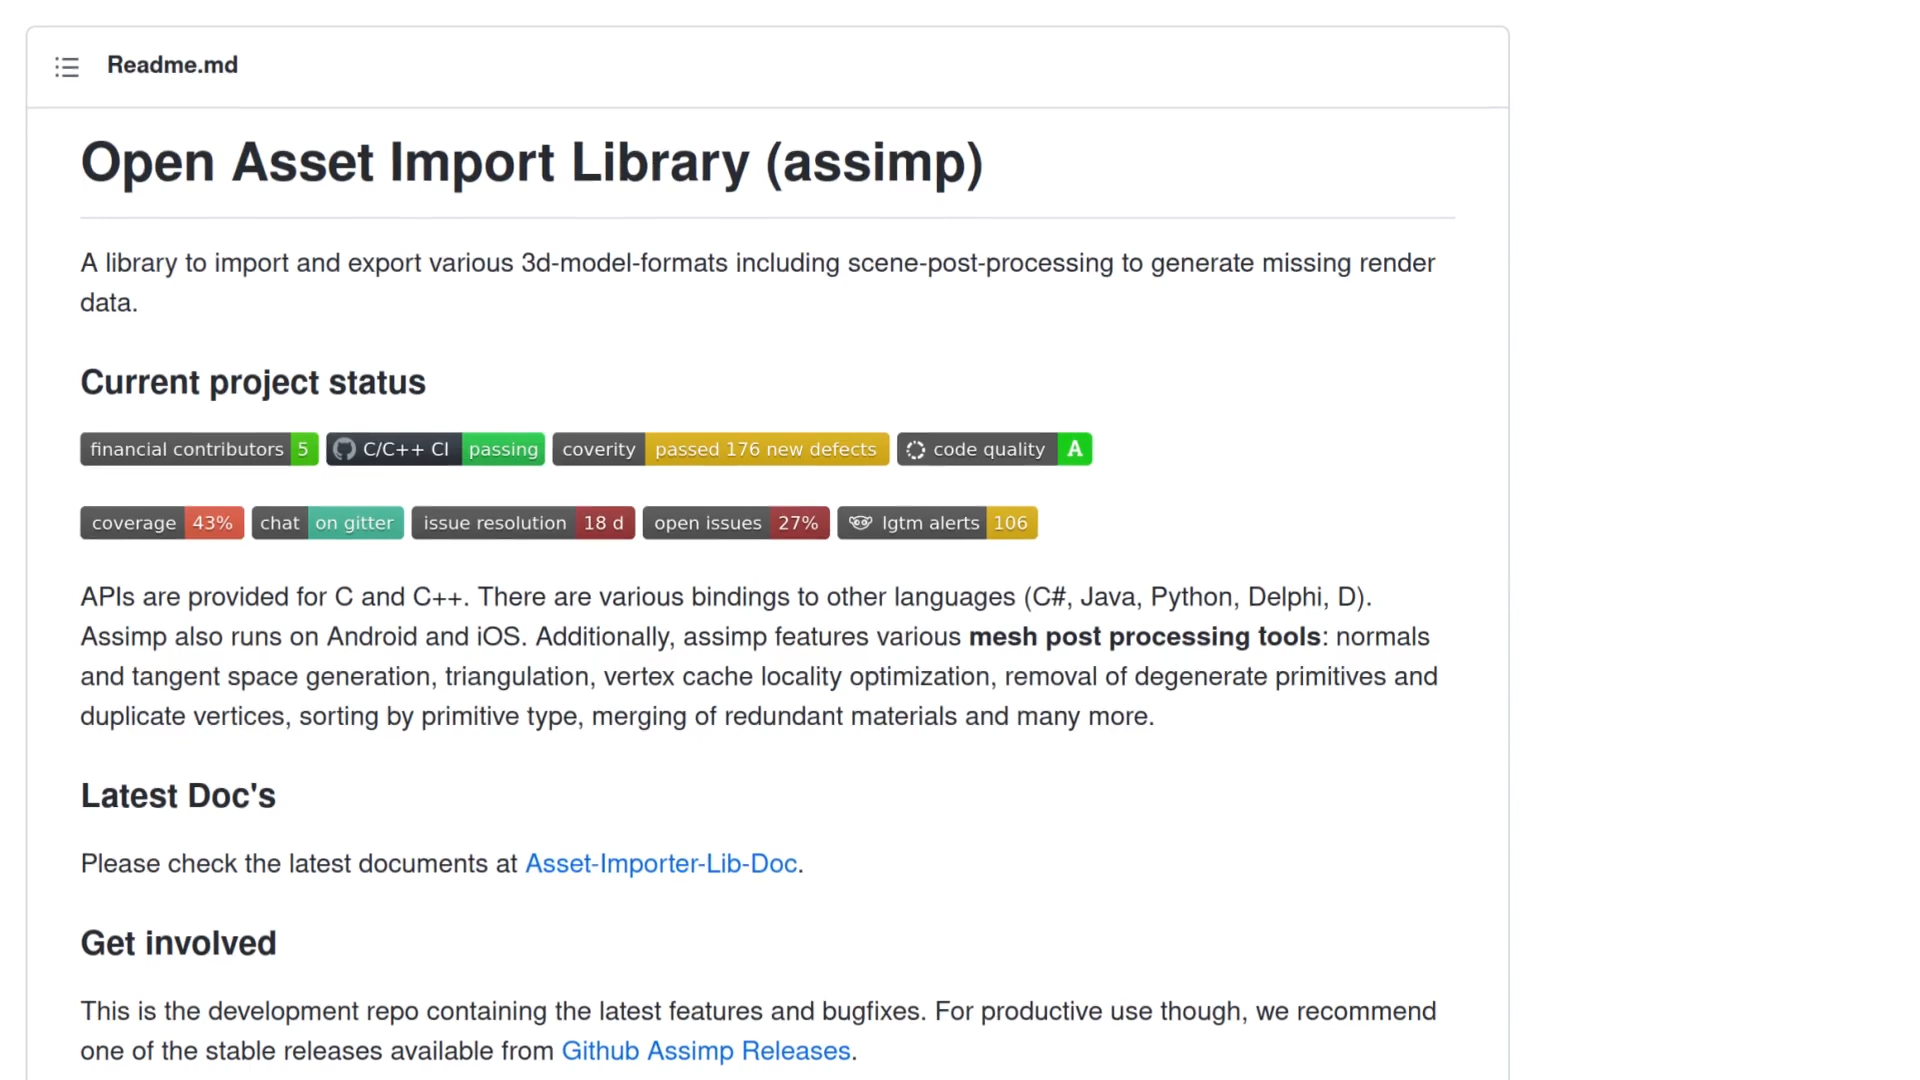 Readme.md
Open Asset Import Library (assimp)
A library to import and export various 3d-model-formats including scene-post-processing to generate missing render
data.
Current project status
financial contributors 5 C/C++ CI passing coverity passed 176 new defects code quality A
coverage 43% chat on gitter issue resolution 18 d open issues 27% lgtm alerts 106
APIs are provided for C and C++. There are various bindings to other languages (C#, Java, Python, Delphi, D).
Assimp also runs on Android and iOS. Additionally, assimp features various mesh post processing tools: normals
and tangent space generation, triangulation, vertex cache locality optimization, removal of degenerate primitives and
duplicate vertices, sorting by primitive type, merging of redundant materials and many more.
Latest Doc's
Please check the latest documents at Asset-Importer-Lib-Doc.
Get involved
This is the development repo containing the latest features and bugfixes. For productive use though, we recommend
one of the stable releases available from Github Assimp Releases.